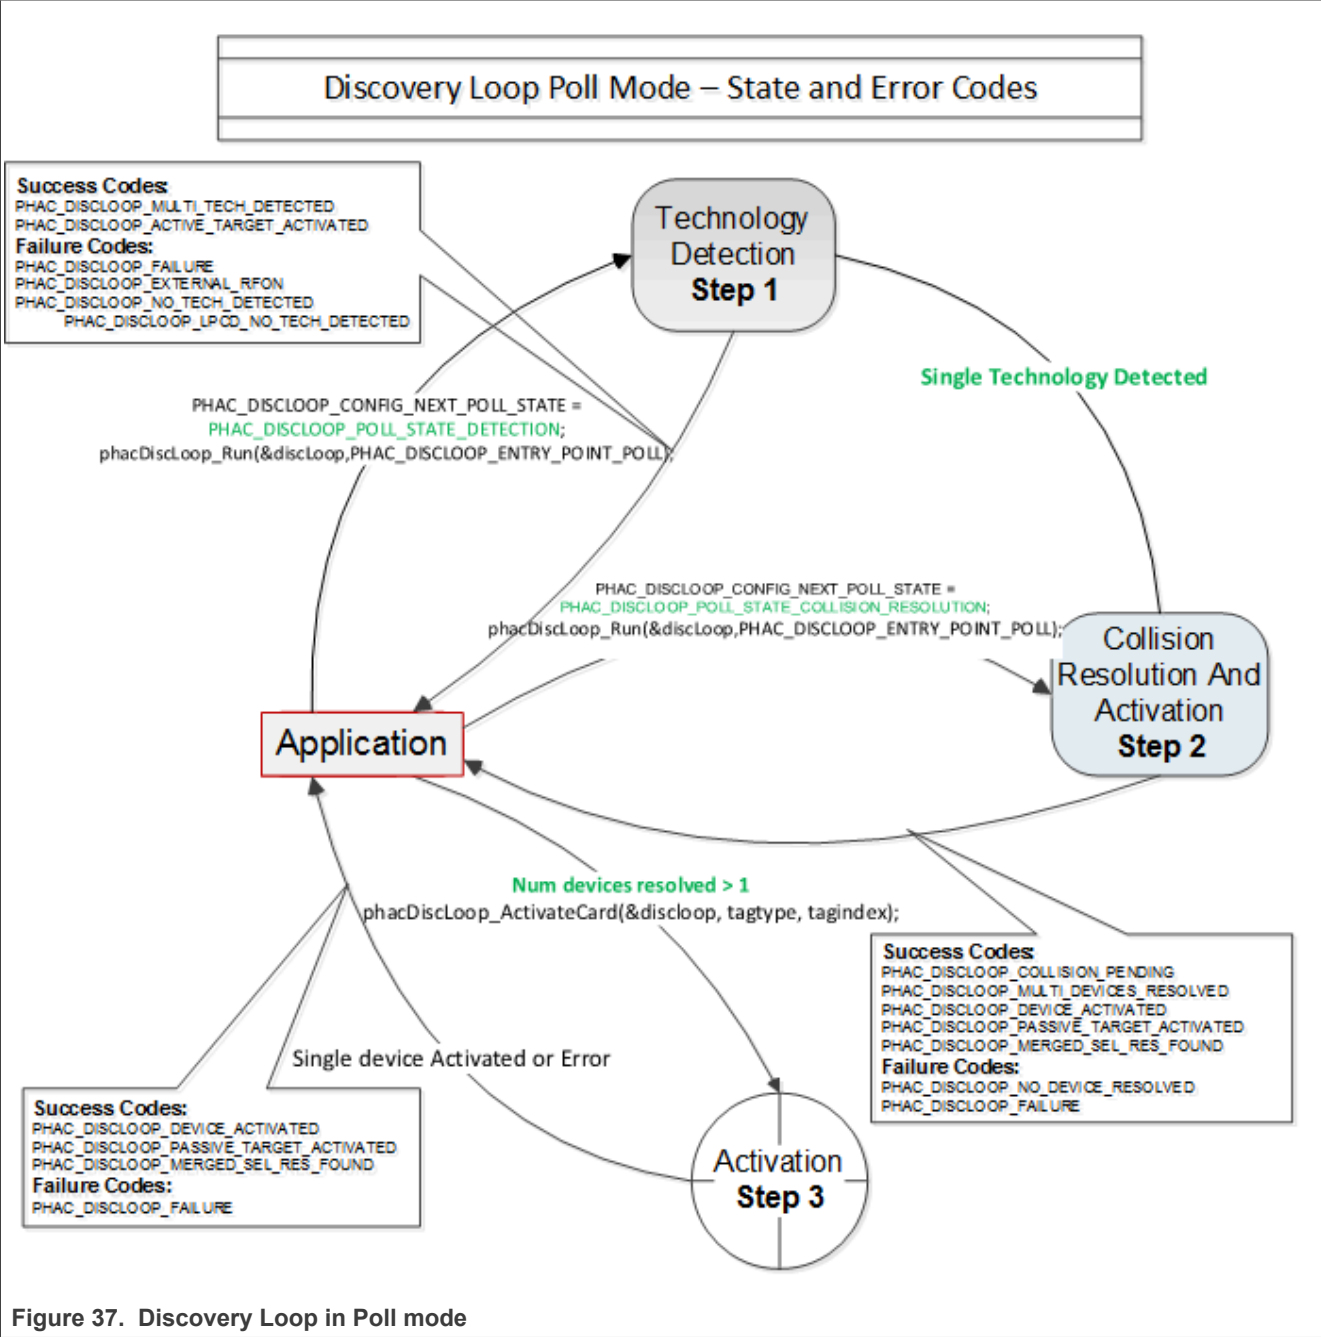 Discovery Loop Poll Mode – State and Error Codes
Success Codes:
PHAC_DISCLOOP_MULTI_TECH_DETECTED
PHAC_DISCLOOP_ACTIVE_TARGET_ACTIVATED
Failure Codes:
PHAC_DISCLOOP_FAILURE
PHAC_DISCLOOP_EXTERNAL_RFON
PHAC_DISCLOOP_NO_TECH_DETECTED
PHAC_DISCLOOP_LPCD_NO_TECH_DETECTED
Technology
Detection
Step 1
Single Technology Detected
PHAC_DISCLOOP_CONFIG_NEXT_POLL_STATE =
PHAC_DISCLOOP_POLL_STATE_DETECTION;
phacDiscLoop_Run(&discLoop,PHAC_DISCLOOP_ENTRY_POINT_POLL);
PHAC_DISCLOOP_CONFIG_NEXT_POLL_STATE =
PHAC_DISCLOOP_POLL_STATE_COLLISION_RESOLUTION;
phacDiscLoop_Run(&discLoop,PHAC_DISCLOOP_ENTRY_POINT_POLL);
Collision
Resolution And
Activation
Step 2
Application
Num devices resolved > 1
phacDiscLoop_ActivateCard(&discloop, tagtype, tagindex);
Success Codes:
PHAC_DISCLOOP_COLLISION_PENDING
PHAC_DISCLOOP_MULTI_DEVICES_RESOLVED
PHAC_DISCLOOP_DEVICE_ACTIVATED
PHAC_DISCLOOP_PASSIVE_TARGET_ACTIVATED
PHAC_DISCLOOP_MERGED_SEL_RES_FOUND
Failure Codes:
PHAC_DISCLOOP_NO_DEVICE_RESOLVED
PHAC_DISCLOOP_FAILURE
Single device Activated or Error
Success Codes:
PHAC_DISCLOOP_DEVICE_ACTIVATED
PHAC_DISCLOOP_PASSIVE_TARGET_ACTIVATED
PHAC_DISCLOOP_MERGED_SEL_RES_FOUND
Failure Codes:
PHAC_DISCLOOP_FAILURE
Activation
Step 3
Figure 37. Discovery Loop in Poll mode